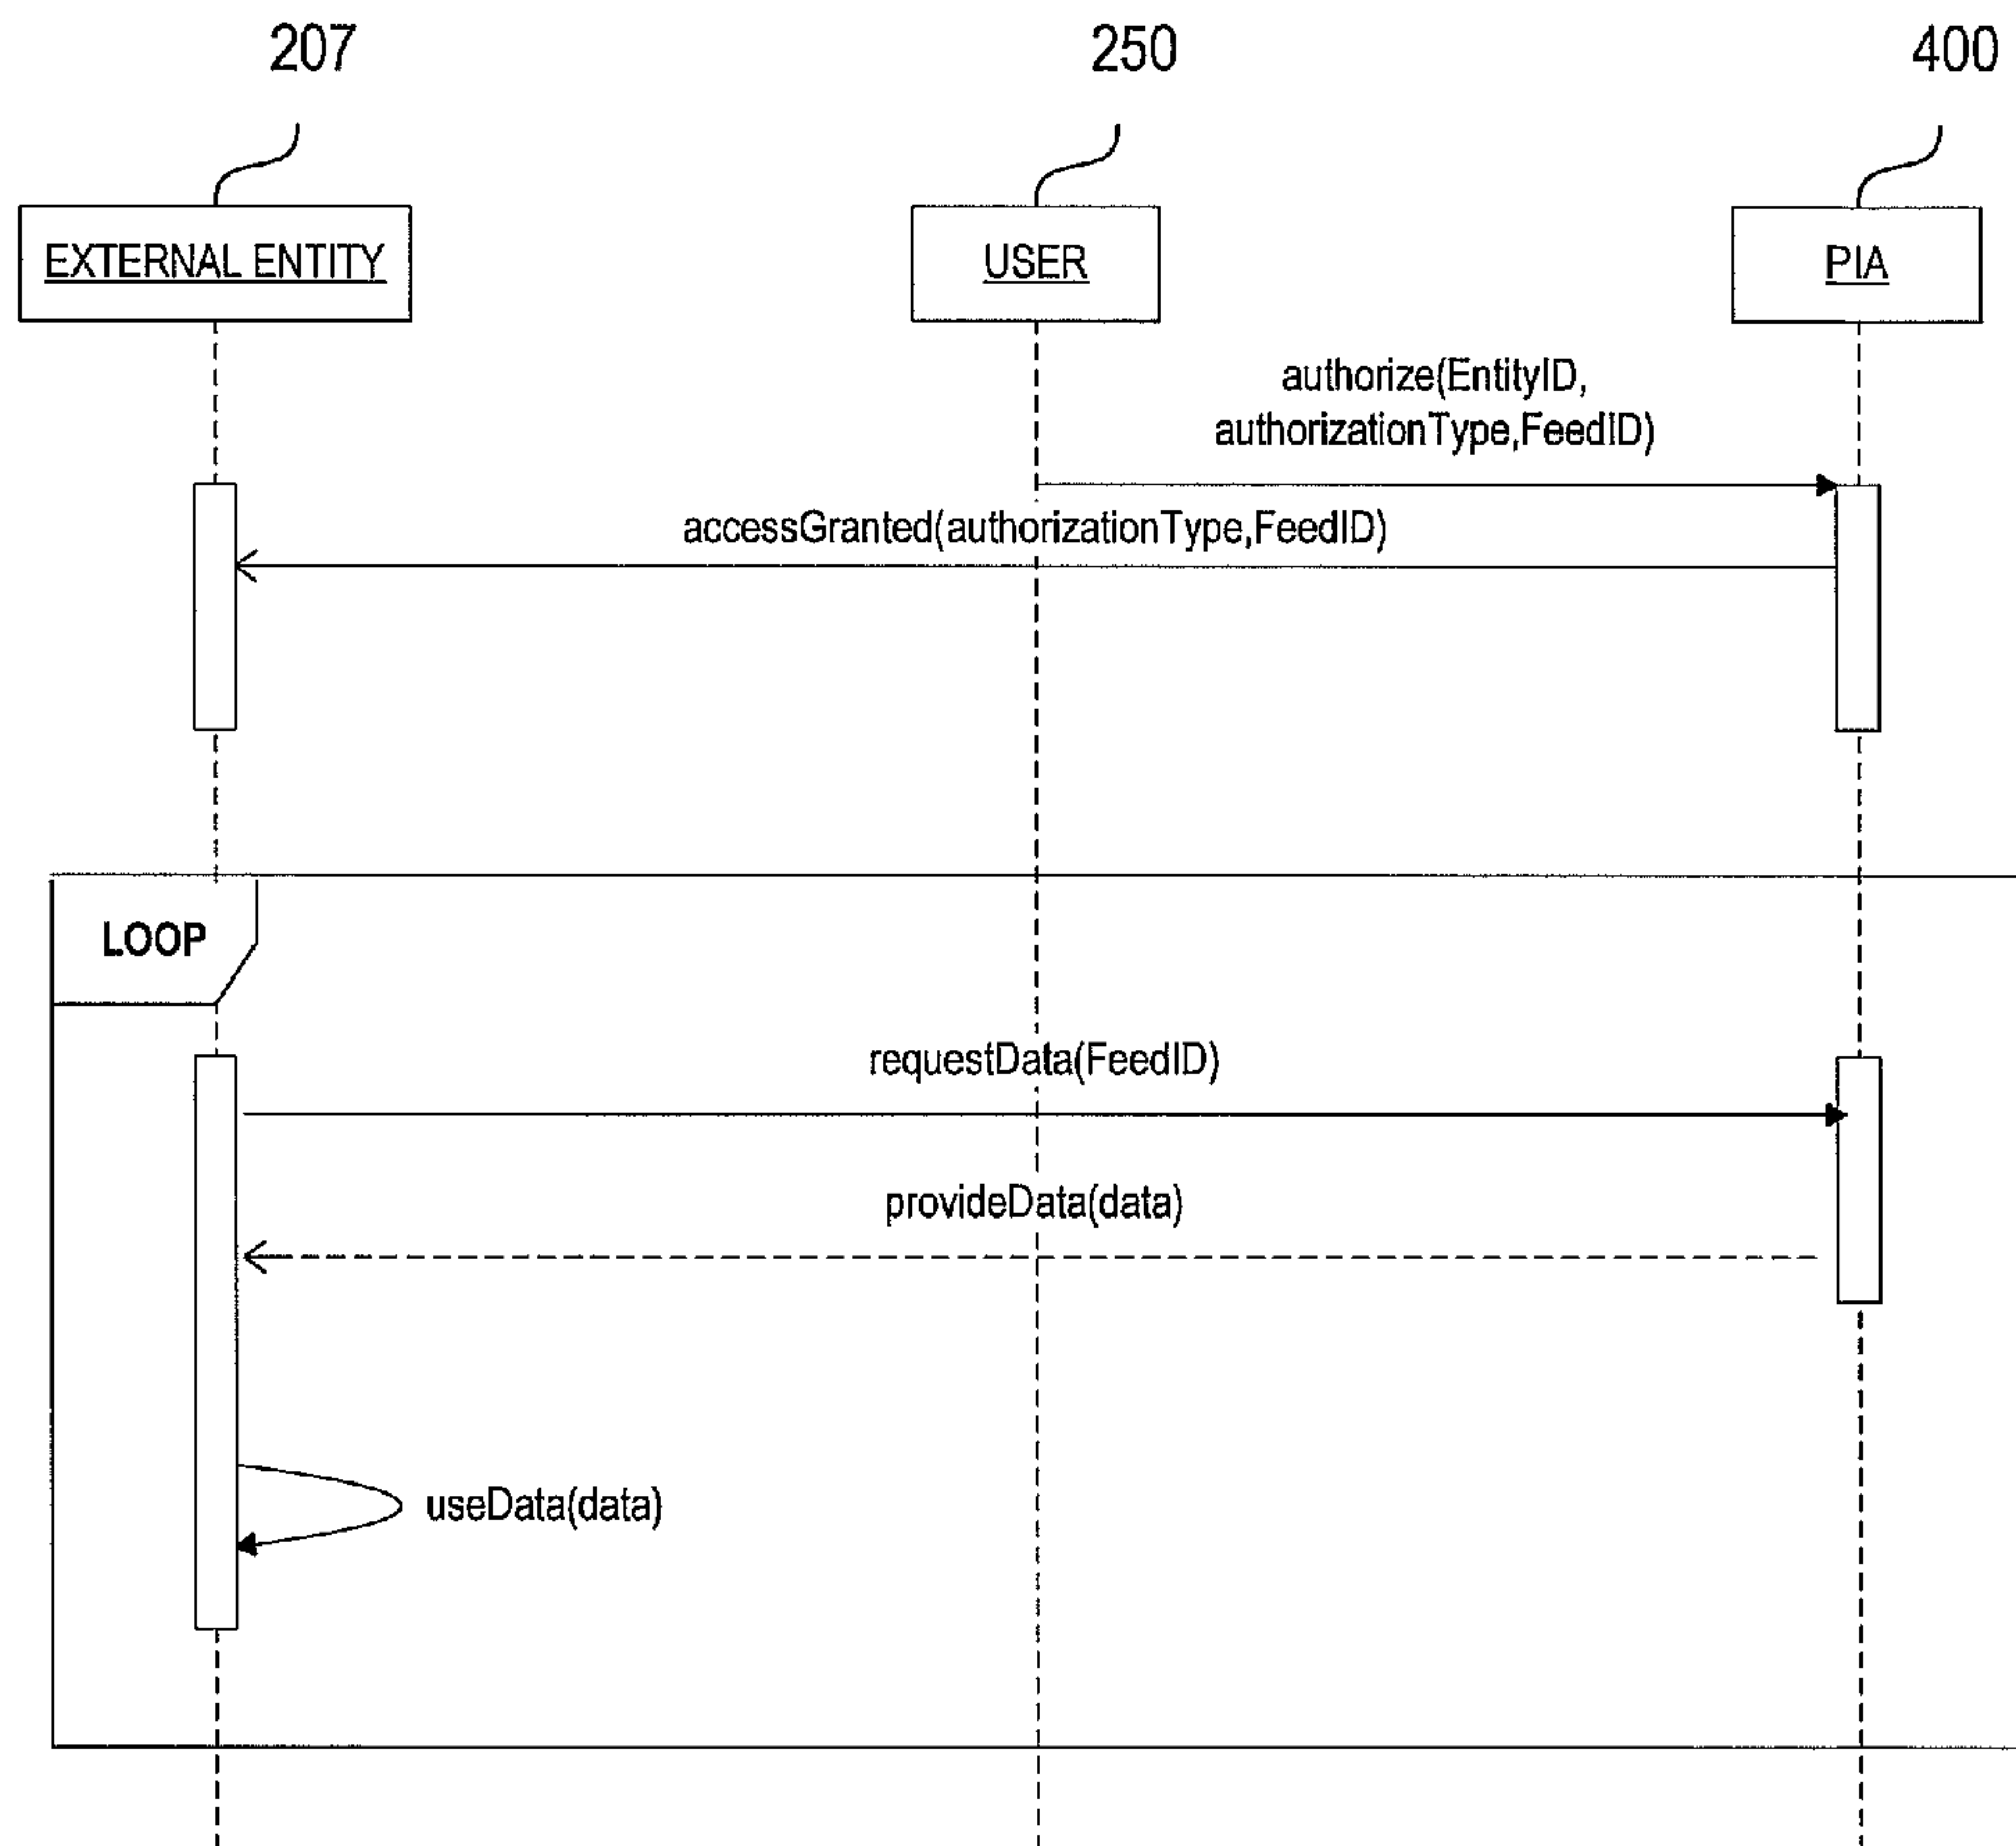 207
250
400
EXTERNAL ENTITY
USER
PIA
authorize(EntityID,
authorizationType,FeedID)
accessGranted(authorizationType,FeedID)
LOOP
requestData(FeedID)
provideData(data)
useData(data)